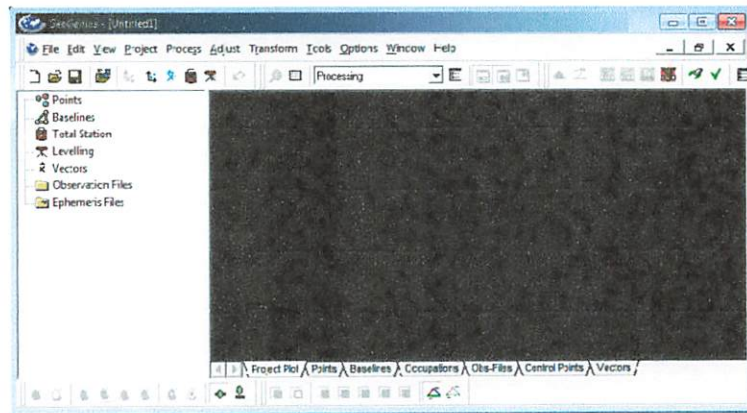 GeoGenius - [Untitled1]
File Edit View Project Process Adjust Transform Tools Options Window Help
Processing
Points
Baselines
Total Station
Levelling
Vectors
Observation Files
Ephemeris Files
Project Plot Points Baselines Occupations Obs-Files Control Points Vectors